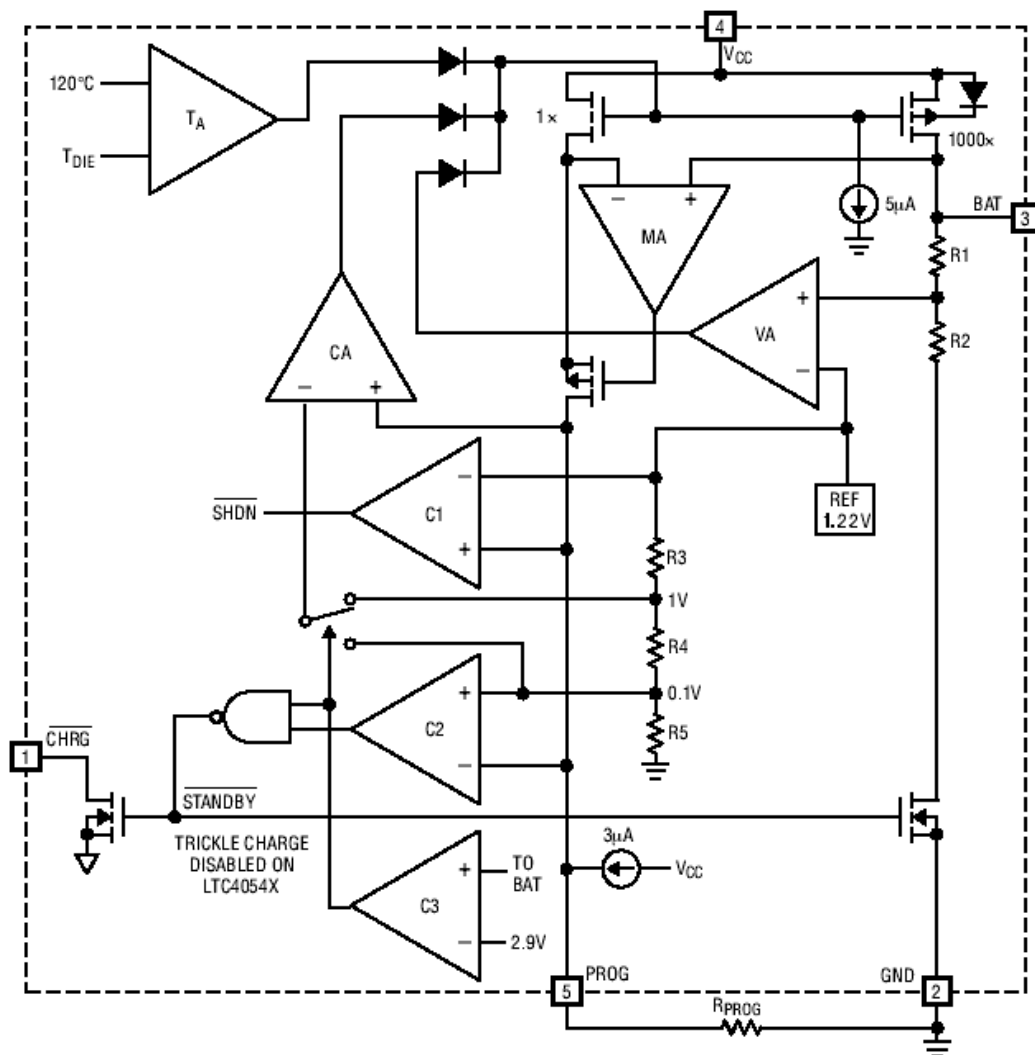 4
VCC
120°C
TA
TDIE
1×
1000×
– +
MA
5µA
BAT
3
R1
+
VA
–
R2
CA
– +
REF
1.22V
SHDN
–
C1
+
R3
1V
R4
+
C2
–
0.1V
R5
CHRG
1
STANDBY
TRICKLE CHARGE
DISABLED ON
LTC4054X
3µA
VCC
+
C3
–
TO
BAT
2.9V
PROG
5
GND
2
RPROG